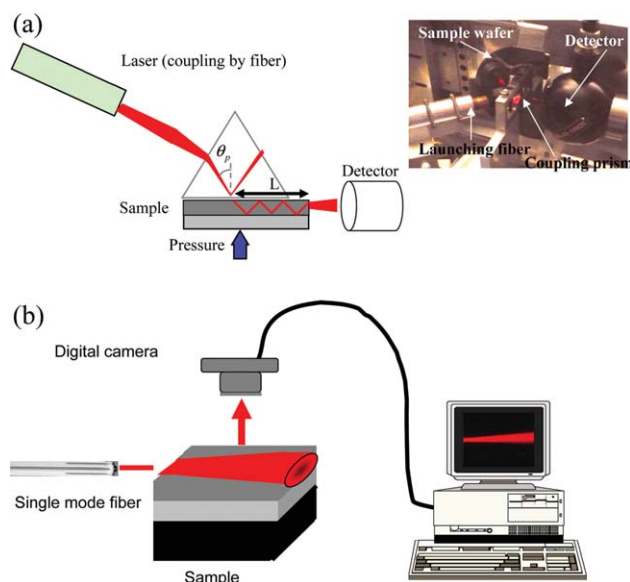 (a)
Laser (coupling by fiber)
θp
L
Sample
Pressure
Detector
Sample wafer
Detector
Launching fiber
Coupling prism
(b)
Digital camera
Single mode fiber
Sample